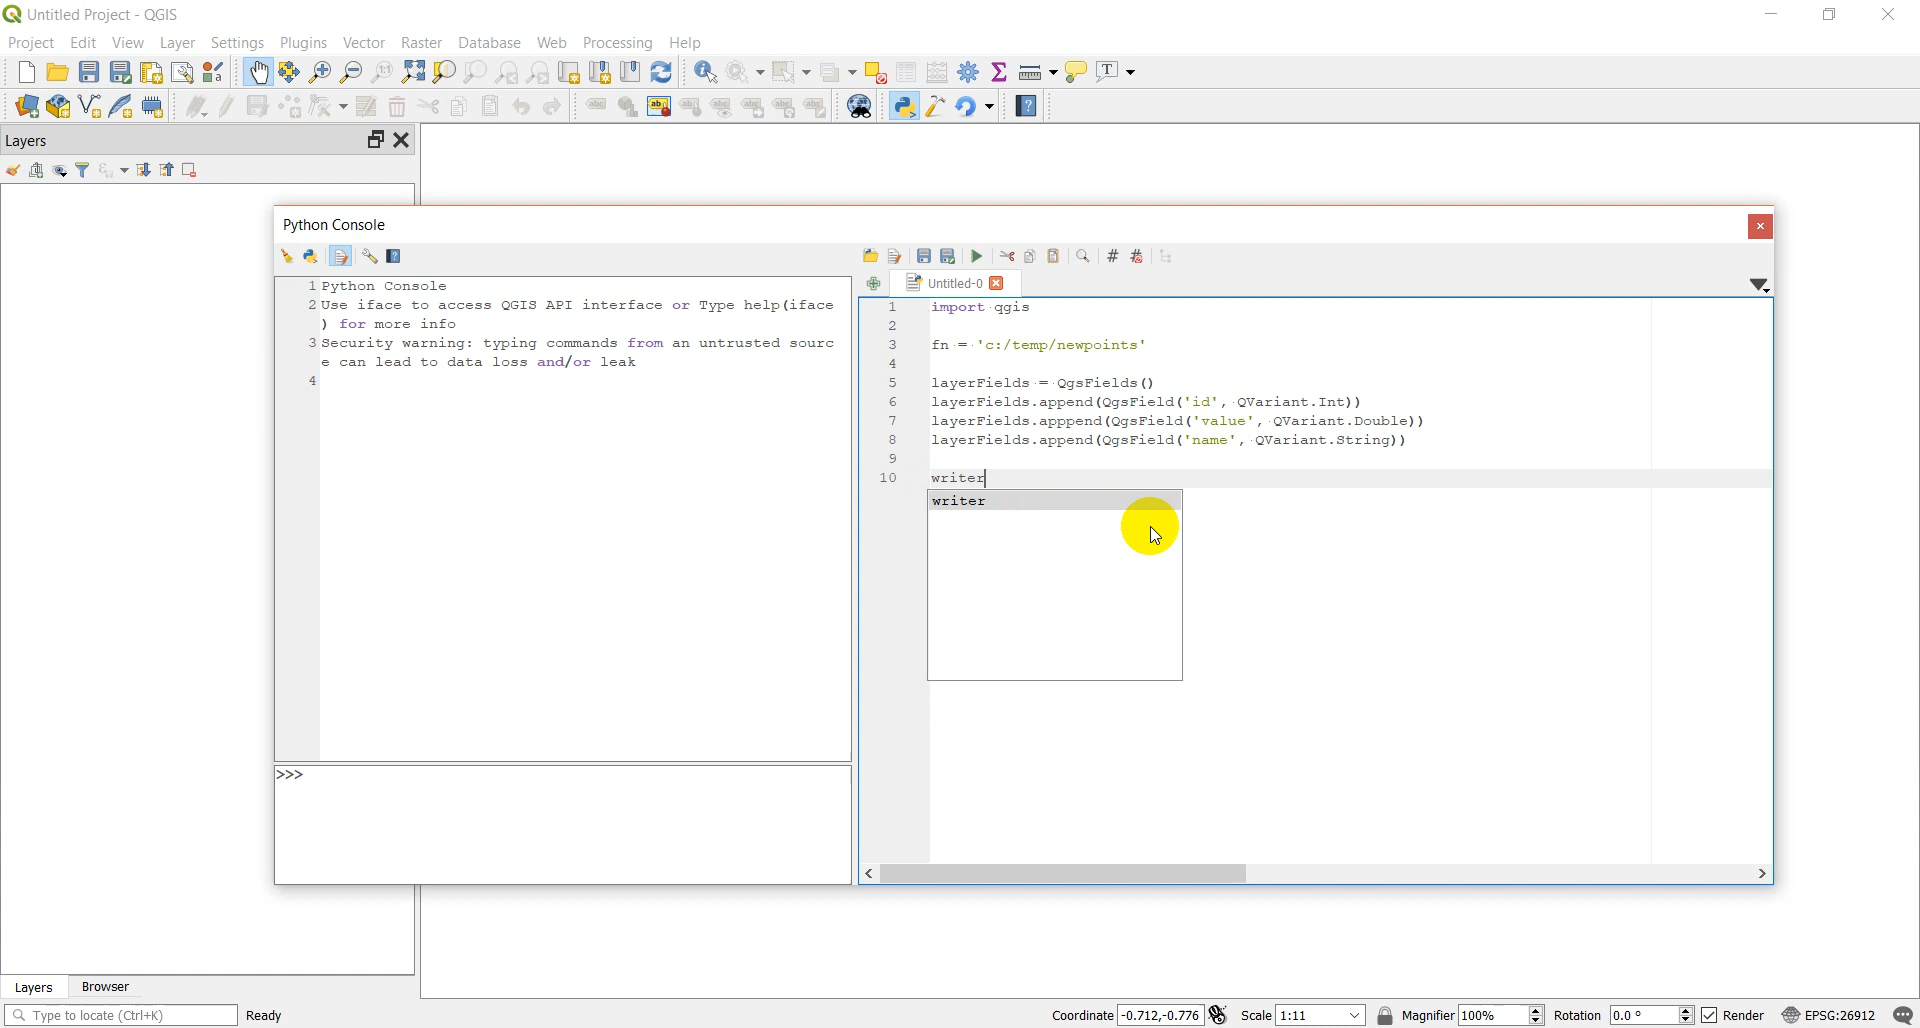 Untitled Project - QGIS
Project Edit View Layer Settings Plugins Vector Raster Database Web Processing Help
Layers
Python Console
Untitled-0
1 Python Console
2 Use iface to access QGIS API interface or Type help(iface
) for more info
3 Security warning: typing commands from an untrusted sourc
e can lead to data loss and/or leak
4
>>>
1 import qgis
2
3 fn = 'c:/temp/newpoints'
4
5 layerFields = QgsFields()
6 layerFields.append(QgsField('id', QVariant.Int))
7 layerFields.apppend(QgsField('value', QVariant.Double))
8 layerFields.append(QgsField('name', QVariant.String))
9
10 writer
writer
Layers Browser
Type to locate (Ctrl+K) Ready Coordinate -0.712,-0.776 Scale 1:11 Magnifier 100% Rotation 0.0 ° Render EPSG:26912